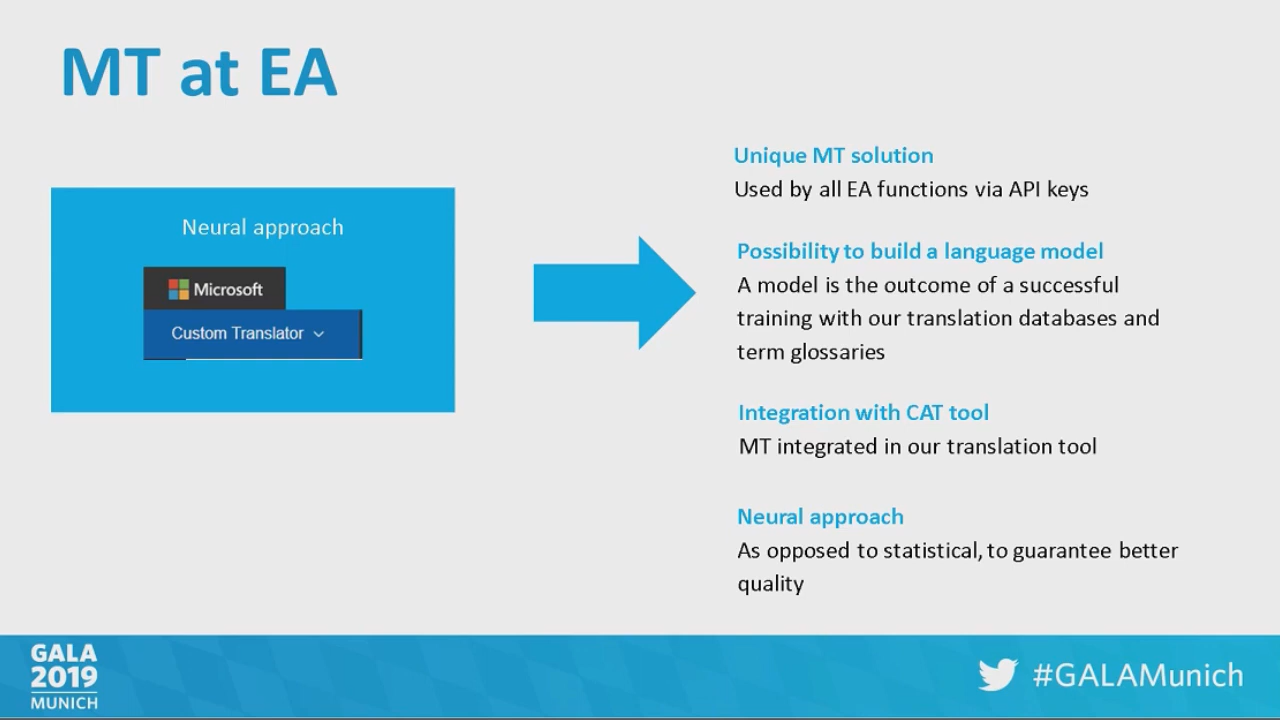 MT at EA
Neural approach
Microsoft
Custom Translator
Unique MT solution
Used by all EA functions via API keys
Possibility to build a language model
A model is the outcome of a successful
training with our translation databases and
term glossaries
Integration with CAT tool
MT integrated in our translation tool
Neural approach
As opposed to statistical, to guarantee better
quality
GALA
2019
MUNICH
#GALAMunich